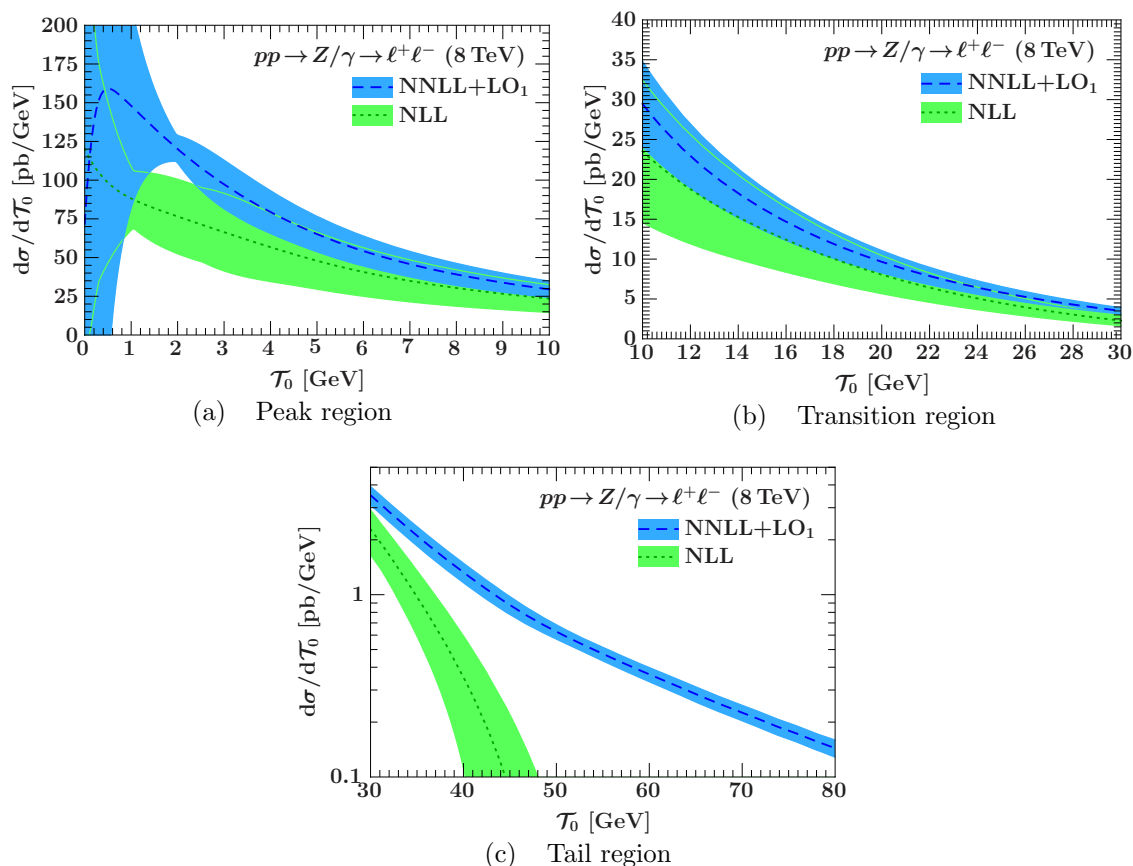 200
175
150
125
100
75
50
25
0
dσ/dT₀ [pb/GeV]
pp → Z/γ → ℓ⁺ℓ⁻ (8 TeV)
NNLL+LO₁
NLL
0 1 2 3 4 5 6 7 8 9 10
T₀ [GeV]
(a) Peak region
40
35
30
25
20
15
10
5
0
dσ/dT₀ [pb/GeV]
pp → Z/γ → ℓ⁺ℓ⁻ (8 TeV)
NNLL+LO₁
NLL
10 12 14 16 18 20 22 24 26 28 30
T₀ [GeV]
(b) Transition region
1
0.1
dσ/dT₀ [pb/GeV]
pp → Z/γ → ℓ⁺ℓ⁻ (8 TeV)
NNLL+LO₁
NLL
30 40 50 60 70 80
T₀ [GeV]
(c) Tail region